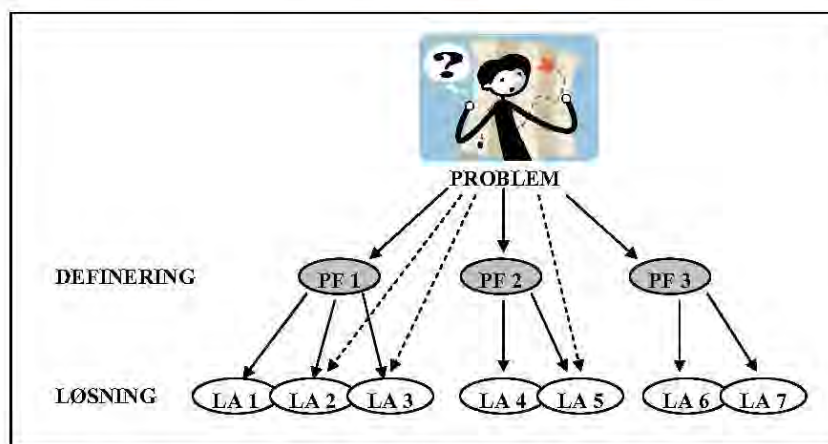 ?
PROBLEM
DEFINERING PF 1 PF 2 PF 3
LØSNING LA 1 LA 2 LA 3 LA 4 LA 5 LA 6 LA 7